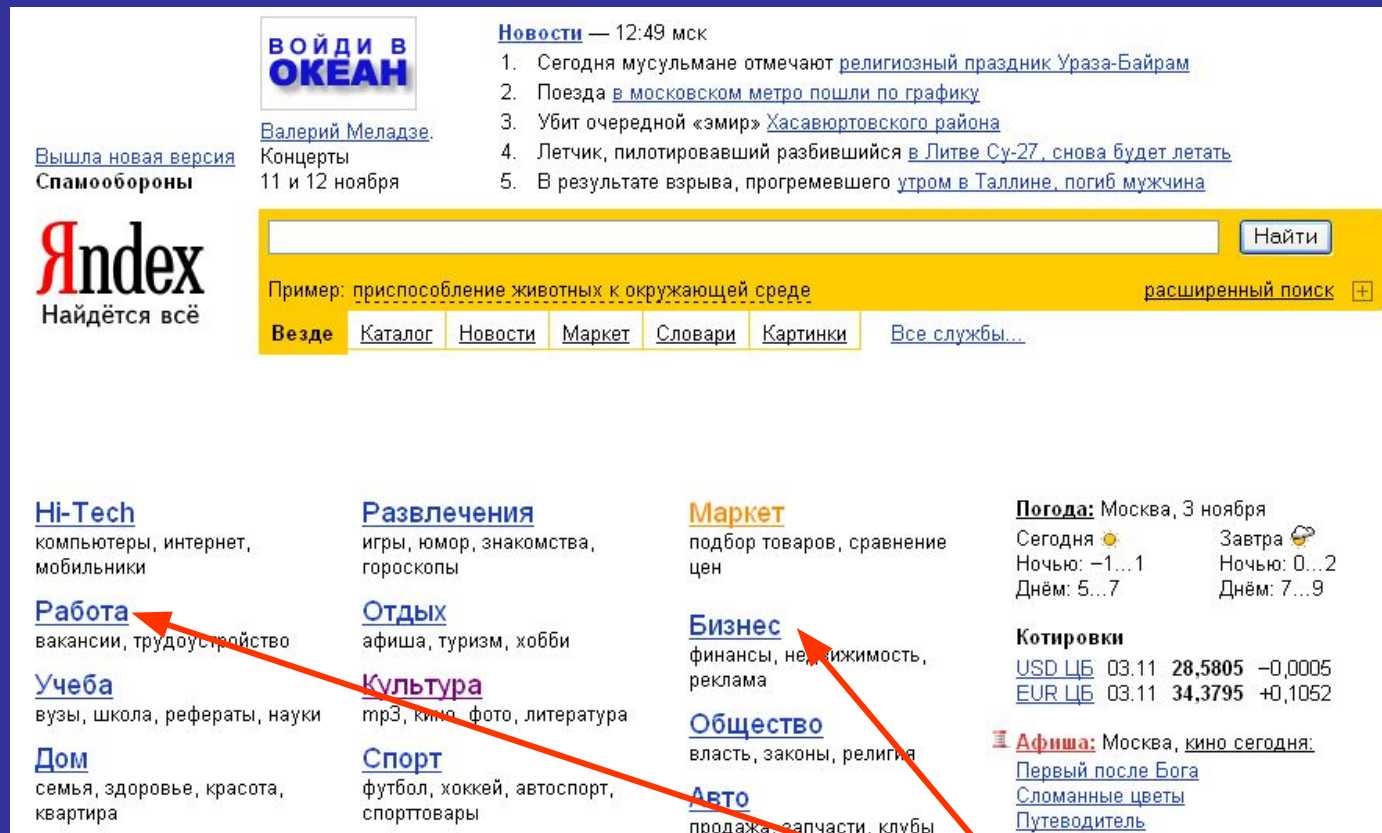 ВОЙДИ В
ОКЕАН
Валерий Меладзе.
Концерты
11 и 12 ноября
Новости — 12:49 мск
1. Сегодня мусульмане отмечают религиозный праздник Ураза-Байрам
2. Поезда в московском метро пошли по графику
3. Убит очередной «эмир» Хасавюртовского района
4. Летчик, пилотировавший разбившийся в Литве Су-27, снова будет летать
5. В результате взрыва, прогремевшего утром в Таллине, погиб мужчина
Вышла новая версия
Спамообороны
Яndex
Найдётся всё
Найти
Пример: приспособление животных к окружающей среде
расширенный поиск
Везде Каталог Новости Маркет Словари Картинки Все службы...
Hi-Tech
компьютеры, интернет,
мобильники
Работа
вакансии, трудоустройство
Учеба
вузы, школа, рефераты, науки
Дом
семья, здоровье, красота,
квартира
Развлечения
игры, юмор, знакомства,
гороскопы
Отдых
афиша, туризм, хобби
Культура
mp3, кино, фото, литература
Спорт
футбол, хоккей, автоспорт,
спорттовары
Маркет
подбор товаров, сравнение
цен
Бизнес
финансы, недвижимость,
реклама
Общество
власть, законы, религия
Авто
продажа, запчасти, клубы
Погода: Москва, 3 ноября
Сегодня Завтра
Ночью: −1...1 Ночью: 0...2
Днём: 5...7 Днём: 7...9
Котировки
USD ЦБ 03.11 28,5805 −0,0005
EUR ЦБ 03.11 34,3795 +0,1052
Афиша: Москва, кино сегодня:
Первый после Бога
Сломанные цветы
Путеводитель